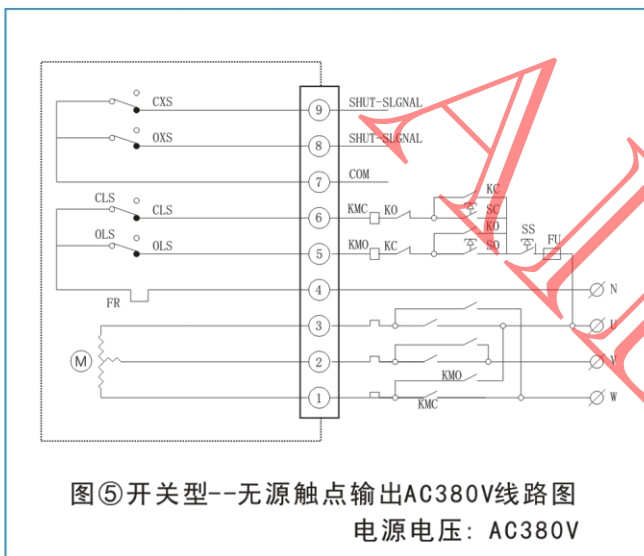 CXS ⑨ SHUT-SLGNAL
OXS ⑧ SHUT-SLGNAL
⑦ COM
KC
CLS CLS ⑥ KMC KO SC
KO SS
OLS OLS ⑤ KMO KC SO FU
FR ④ N
③ U
M ② V
KMO
① KMC W
图⑤开关型--无源触点输出AC380V线路图
电源电压: AC380V